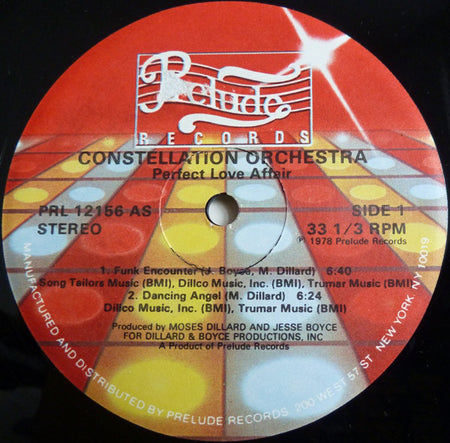 Prelude
RECORDS
CONSTELLATION ORCHESTRA
Perfect Love Affair
PRL 12156 AS
STEREO
SIDE 1
33 1/3 RPM
℗ 1978 Prelude Records
1. Funk Encounter (J. Boyce, M. Dillard) 6:40
Song Tailors Music (BMI), Dillco Music, Inc. (BMI), Trumar Music (BMI)
2. Dancing Angel (M. Dillard) 6:24
Dillco Music, Inc. (BMI), Trumar Music (BMI)
Produced by MOSES DILLARD AND JESSE BOYCE
FOR DILLARD & BOYCE PRODUCTIONS, INC
A Product of Prelude Records
MANUFACTURED AND DISTRIBUTED BY PRELUDE RECORDS, 200 WEST 57 ST NEW YORK, NY 10019